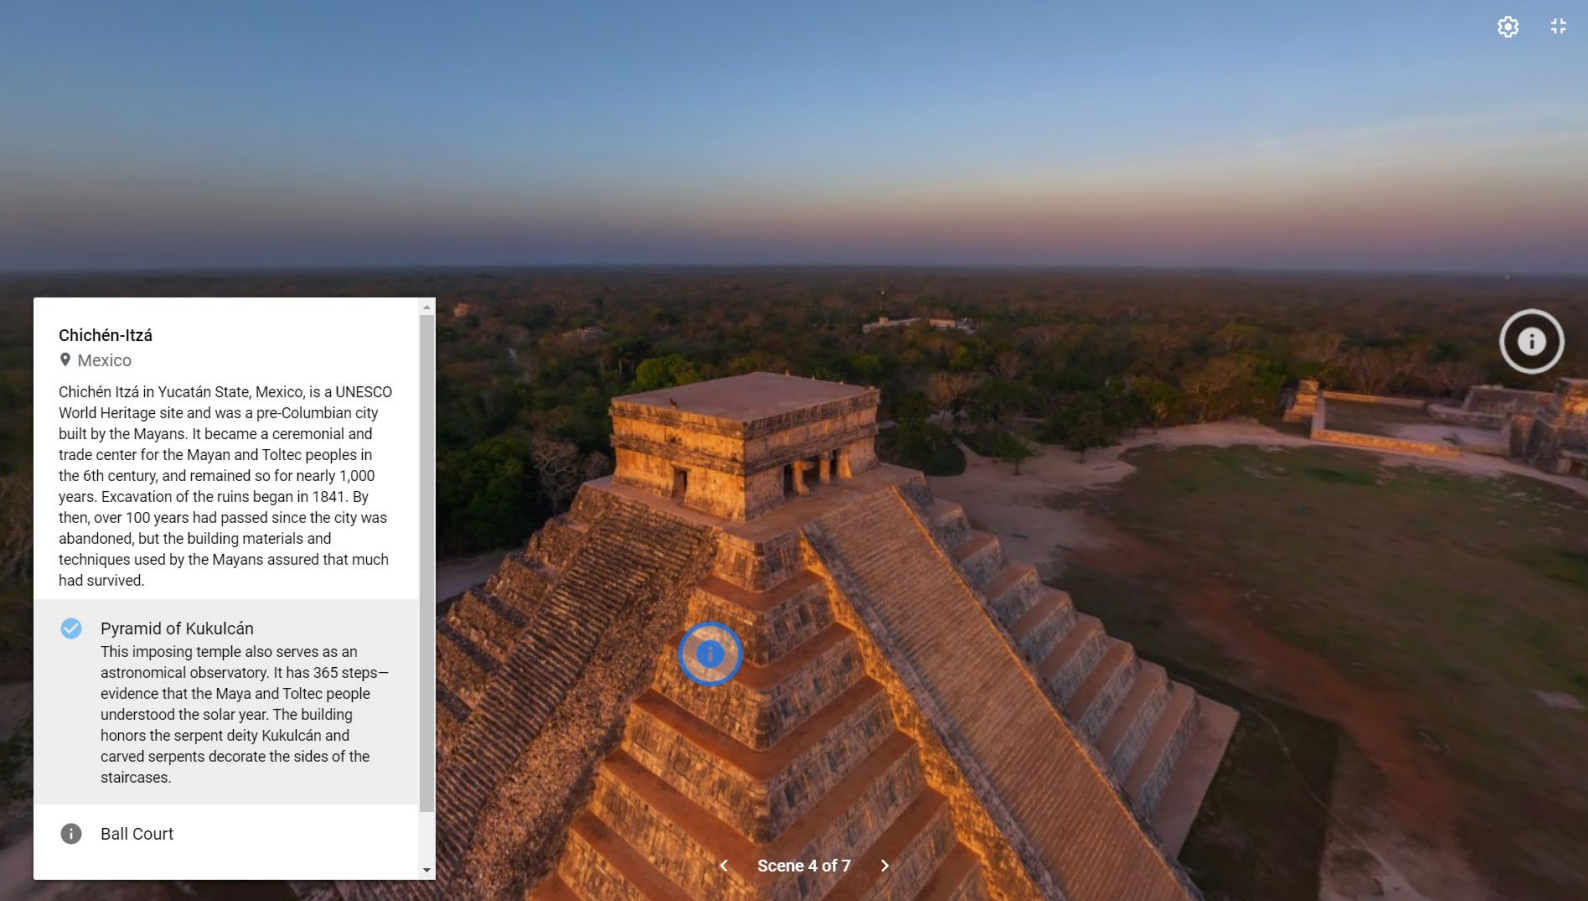 Chichén-Itzá
Mexico
Chichén Itzá in Yucatán State, Mexico, is a UNESCO
World Heritage site and was a pre-Columbian city
built by the Mayans. It became a ceremonial and
trade center for the Mayan and Toltec peoples in
the 6th century, and remained so for nearly 1,000
years. Excavation of the ruins began in 1841. By
then, over 100 years had passed since the city was
abandoned, but the building materials and
techniques used by the Mayans assured that much
had survived.
Pyramid of Kukulcán
This imposing temple also serves as an
astronomical observatory. It has 365 steps—
evidence that the Maya and Toltec people
understood the solar year. The building
honors the serpent deity Kukulcán and
carved serpents decorate the sides of the
staircases.
Ball Court
Scene 4 of 7